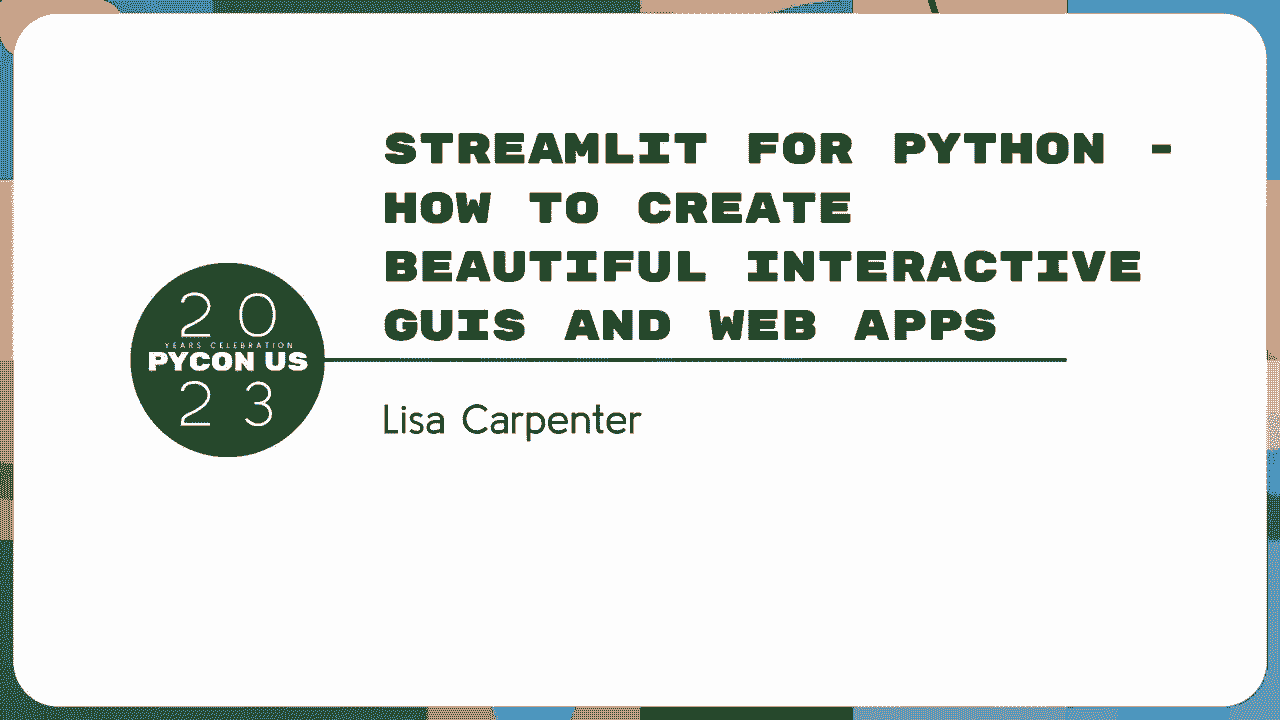 STREAMLIT FOR PYTHON -
HOW TO CREATE
BEAUTIFUL INTERACTIVE
GUIS AND WEB APPS
20
YEARS CELEBRATION
PYCON US
23
Lisa Carpenter